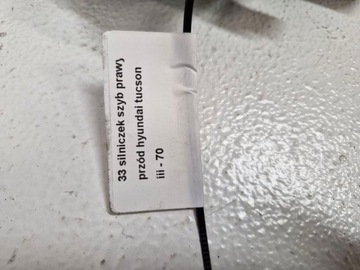 33 silniczek szyb prawy
przód hyundai tucson
iii - 70